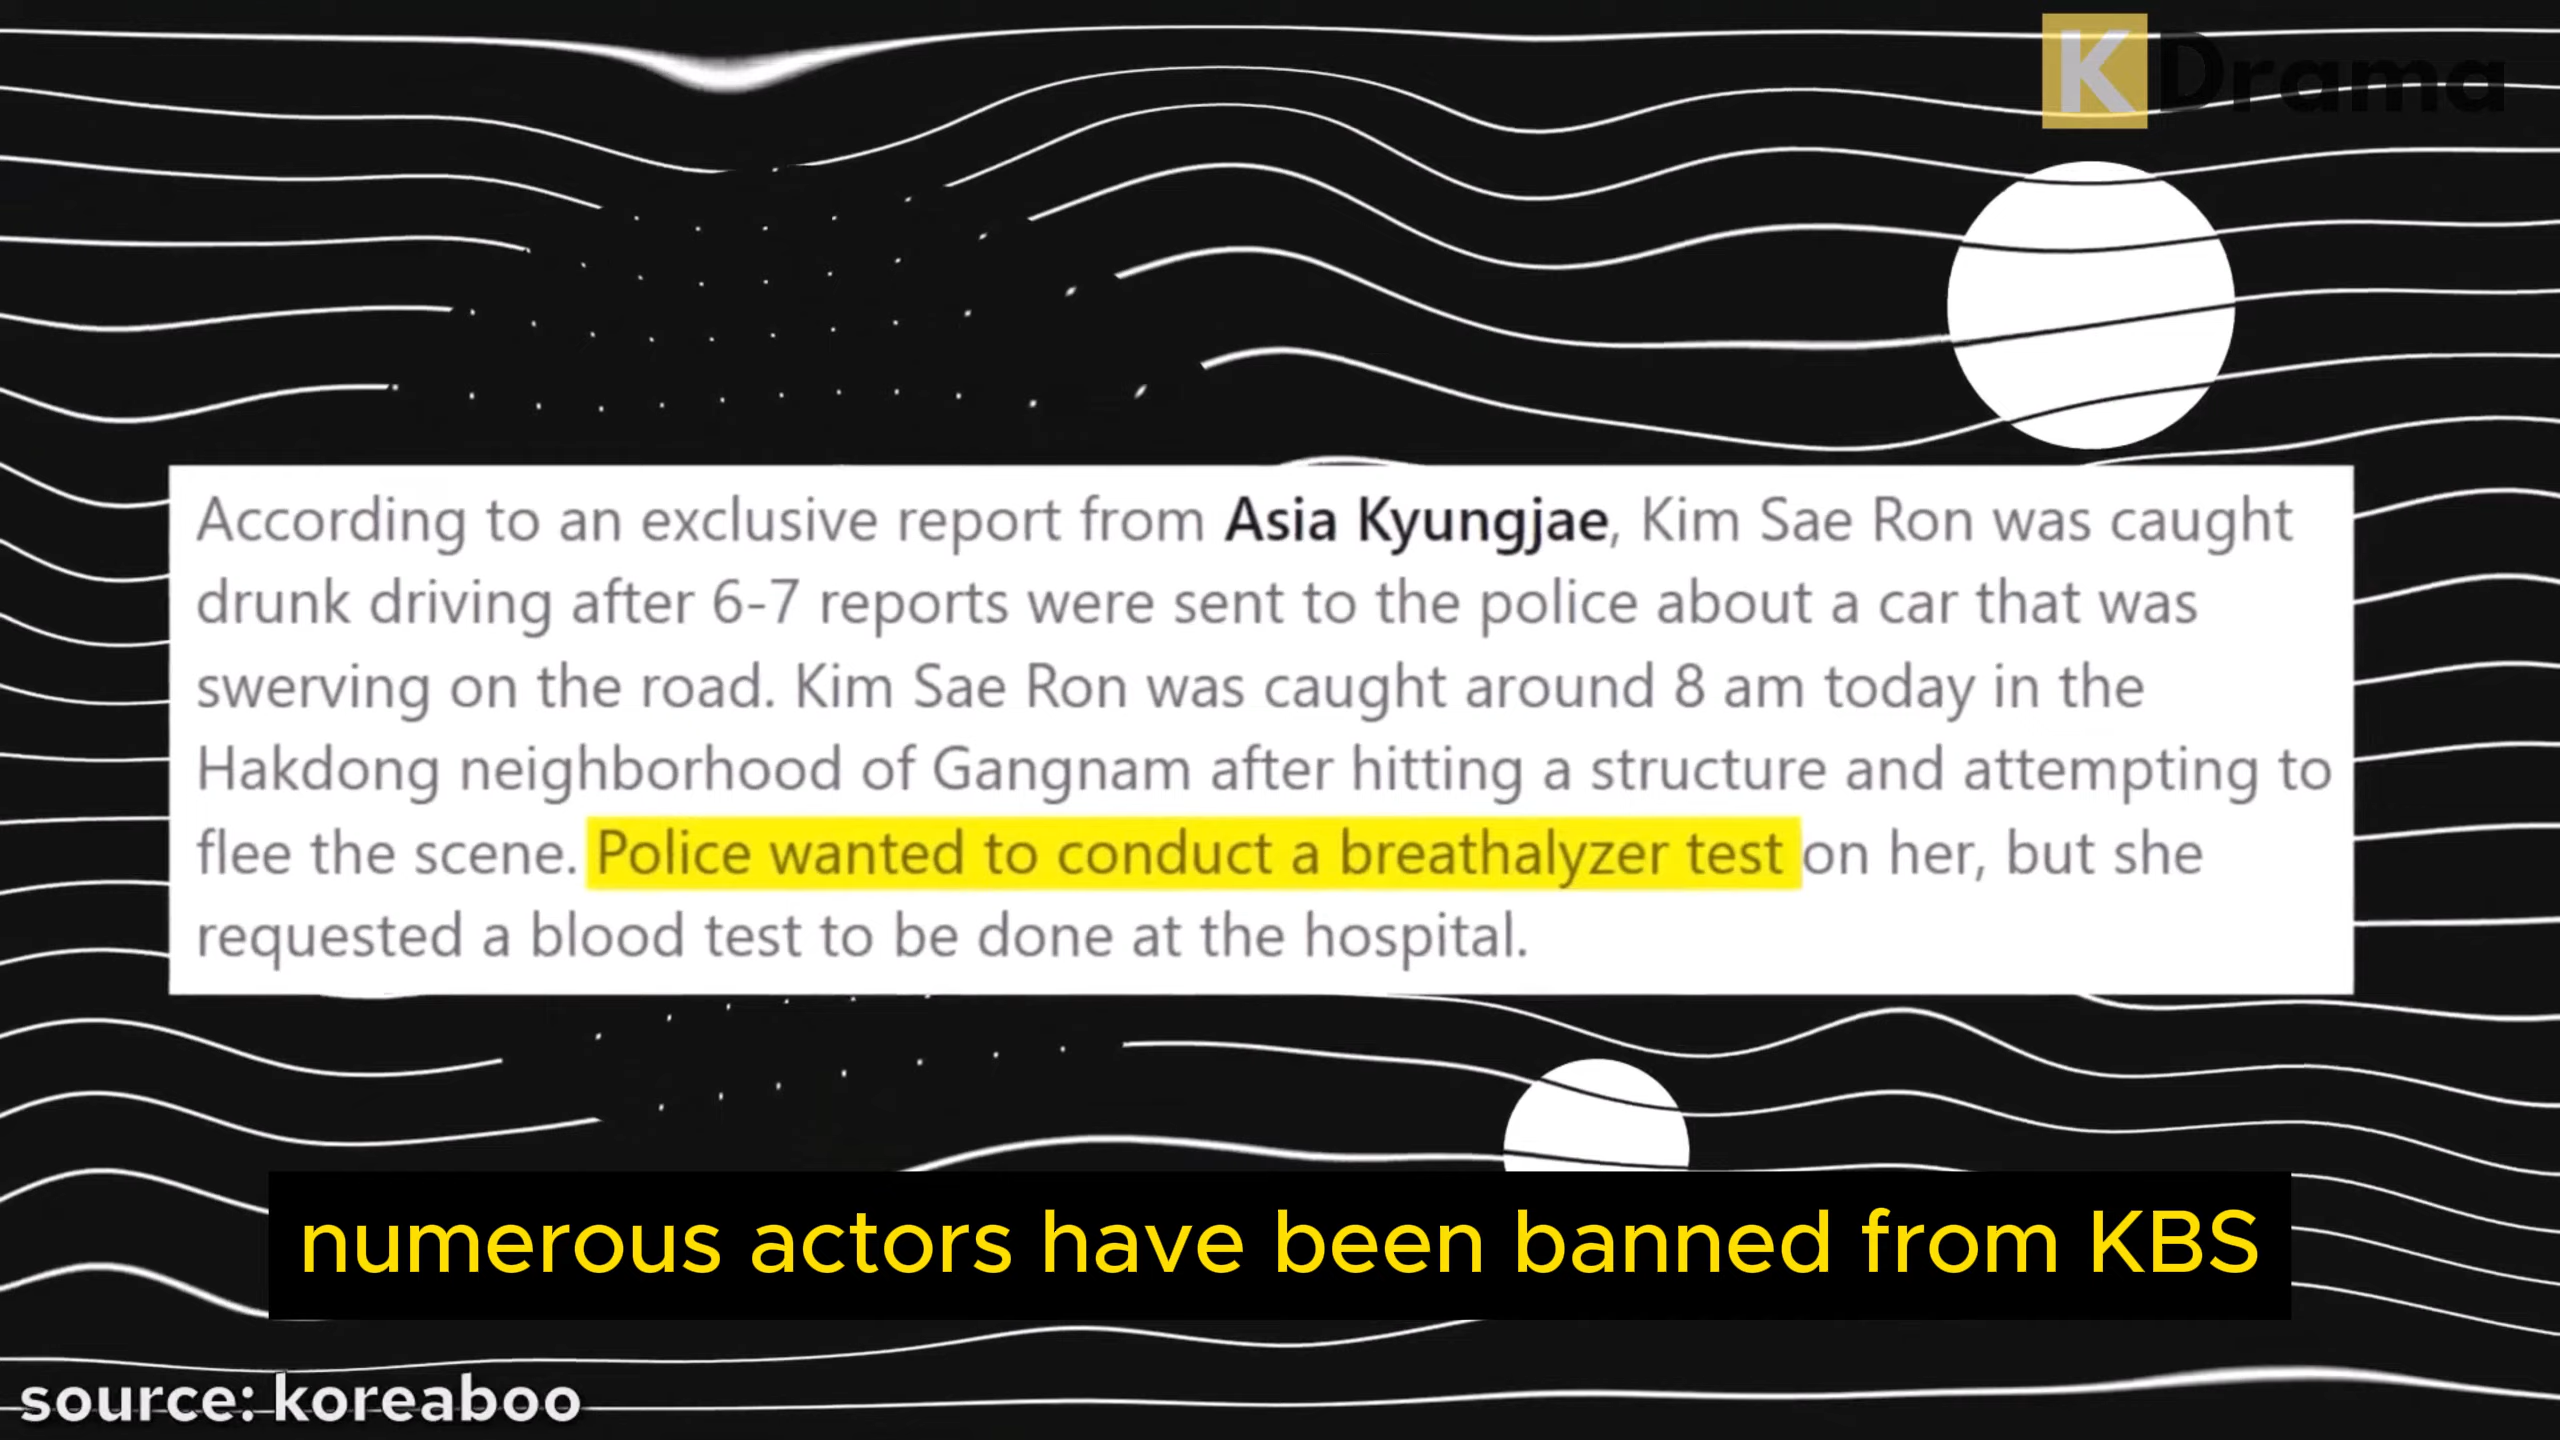 K Drama
According to an exclusive report from Asia Kyungjae, Kim Sae Ron was caught
drunk driving after 6-7 reports were sent to the police about a car that was
swerving on the road. Kim Sae Ron was caught around 8 am today in the
Hakdong neighborhood of Gangnam after hitting a structure and attempting to
flee the scene. Police wanted to conduct a breathalyzer test on her, but she
requested a blood test to be done at the hospital.
numerous actors have been banned from KBS
source: koreaboo